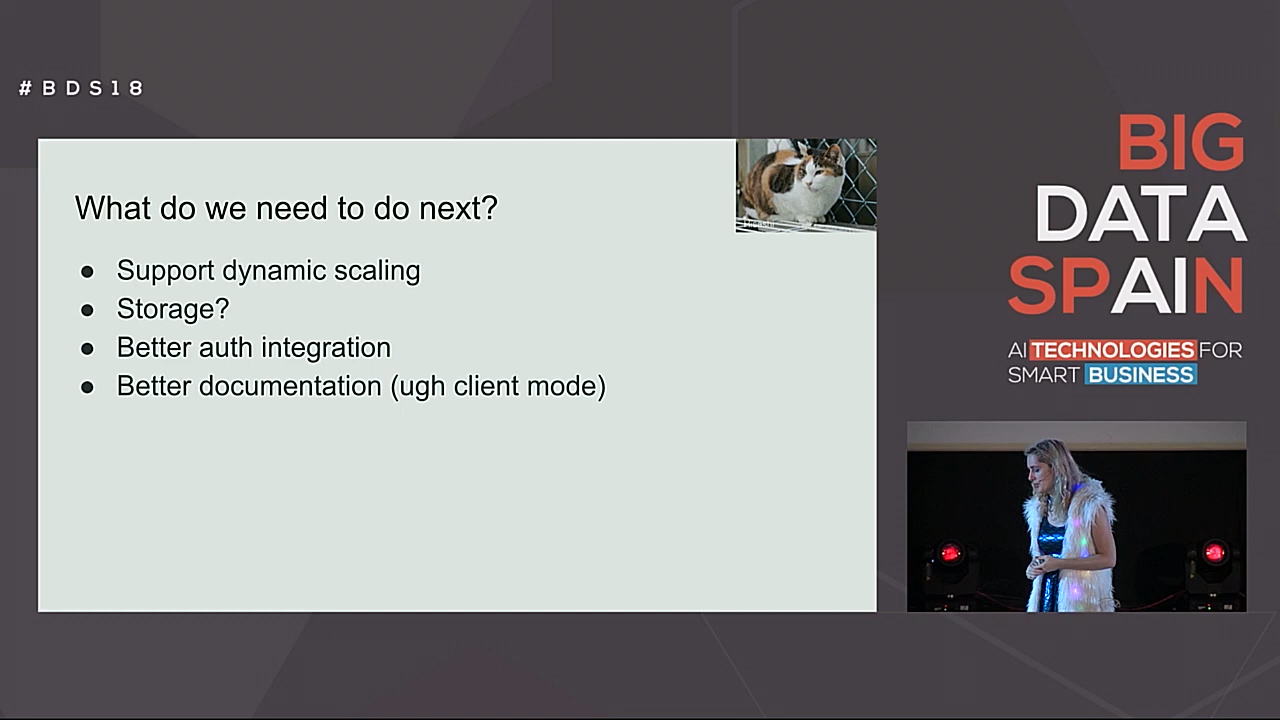 #BDS18
What do we need to do next?
● Support dynamic scaling
● Storage?
● Better auth integration
● Better documentation (ugh client mode)
BIG
DATA
SPAIN
AI TECHNOLOGIES FOR
SMART BUSINESS